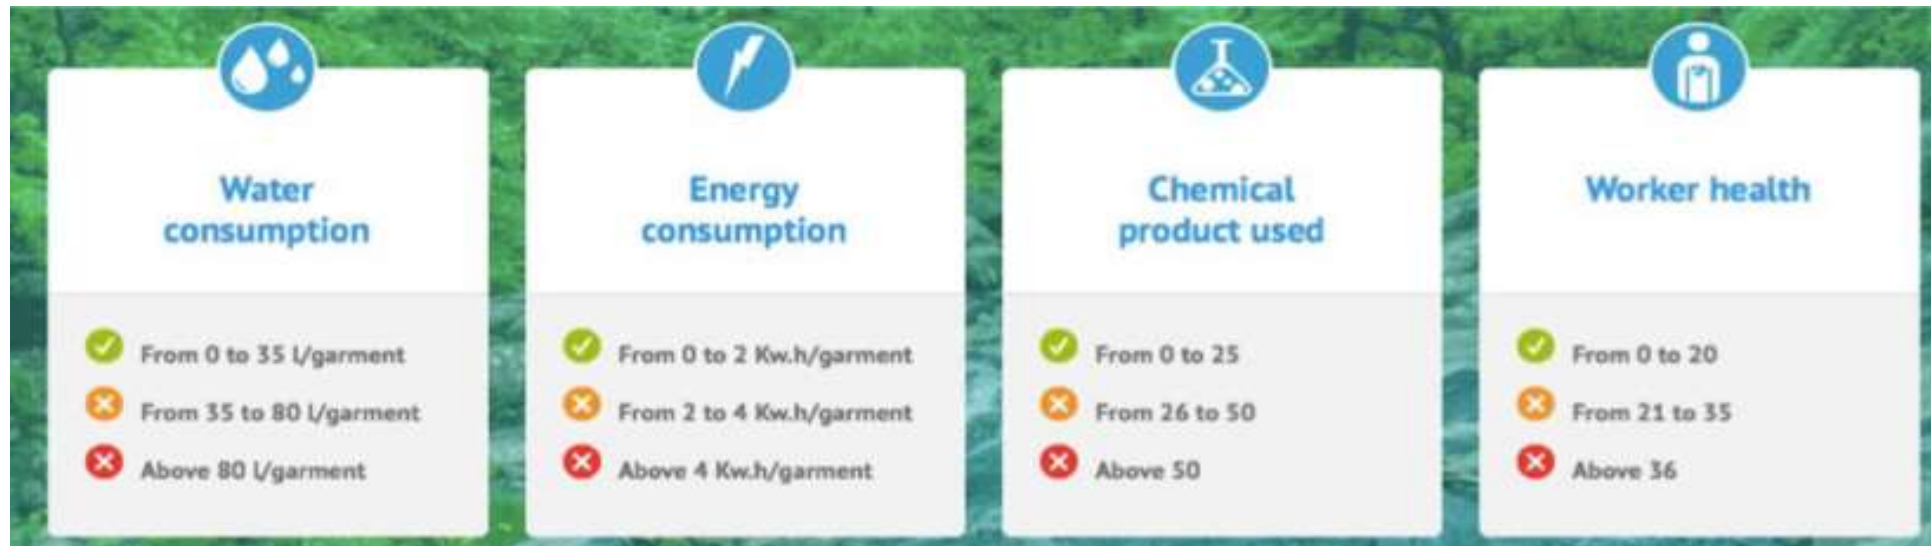 Water
consumption
From 0 to 35 l/garment
From 35 to 80 l/garment
Above 80 l/garment
Energy
consumption
From 0 to 2 Kw.h/garment
From 2 to 4 Kw.h/garment
Above 4 Kw.h/garment
Chemical
product used
From 0 to 25
From 26 to 50
Above 50
Worker health
From 0 to 20
From 21 to 35
Above 36